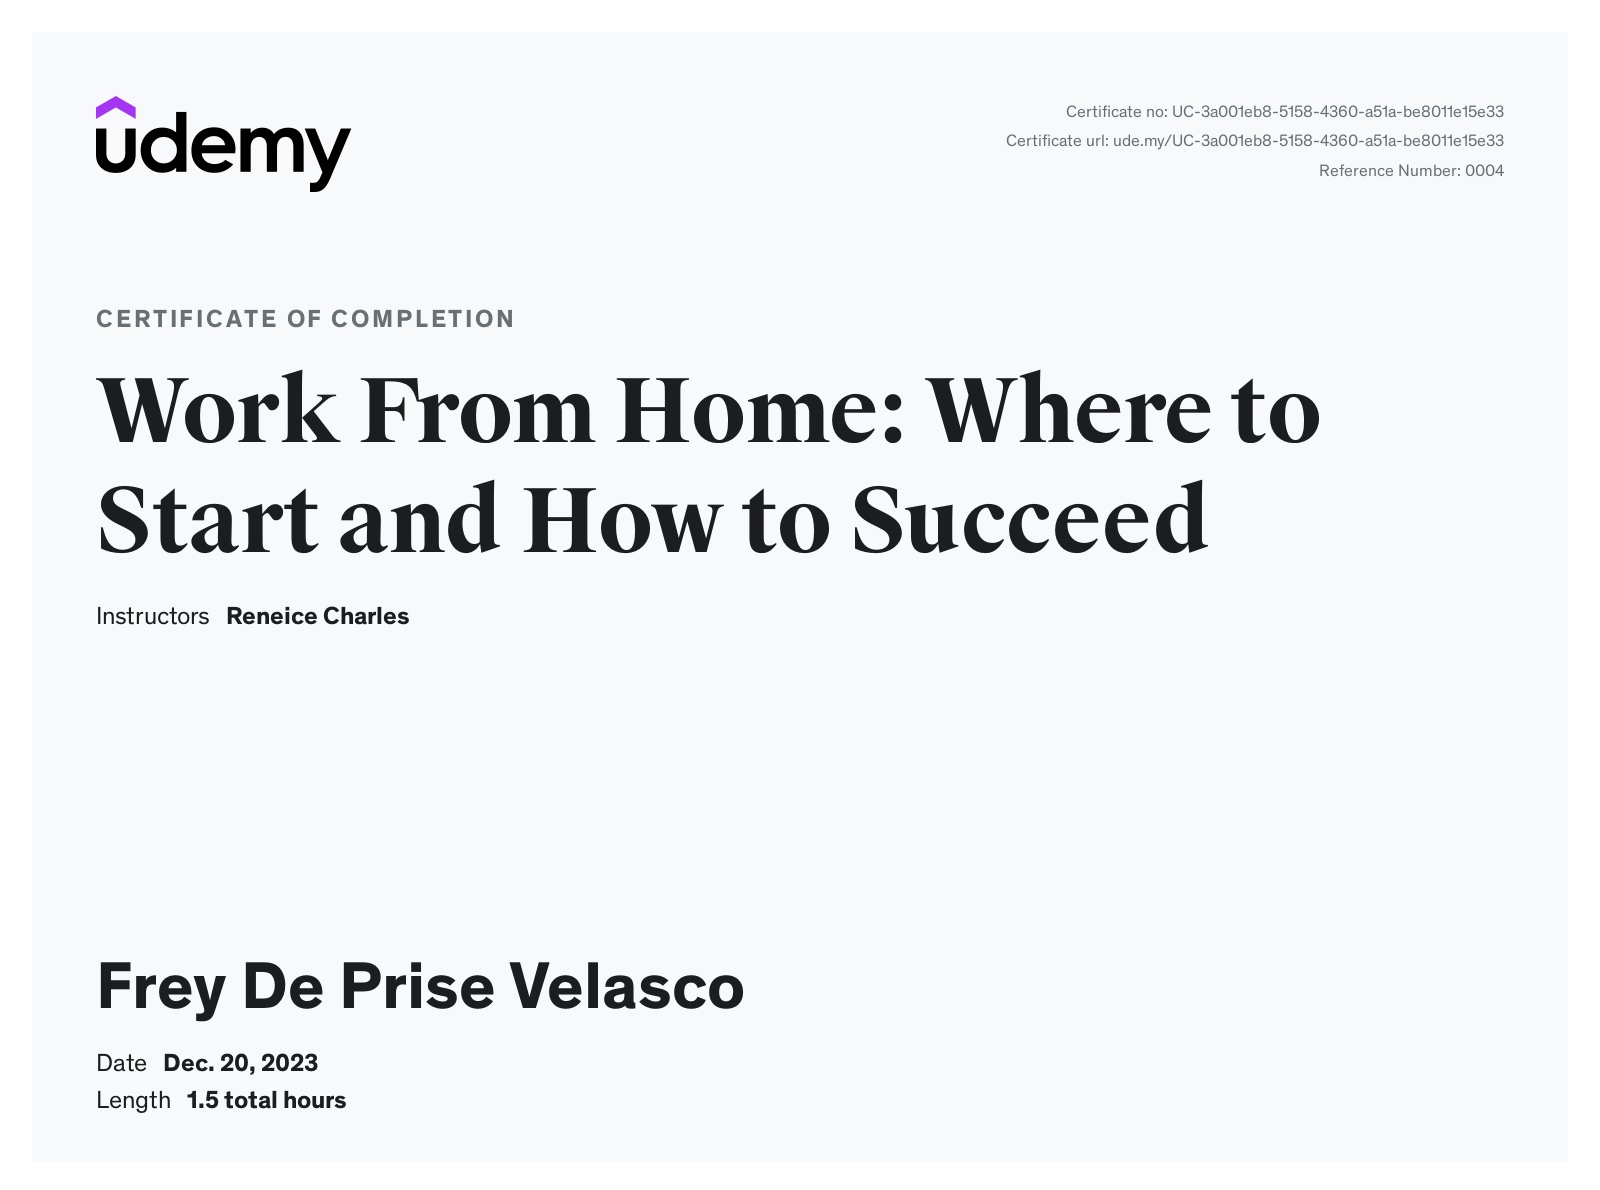 udemy
Certificate no: UC-3a001eb8-5158-4360-a51a-be8011e15e33
Certificate url: ude.my/UC-3a001eb8-5158-4360-a51a-be8011e15e33
Reference Number: 0004
CERTIFICATE OF COMPLETION
Work From Home: Where to
Start and How to Succeed
Instructors Reneice Charles
Frey De Prise Velasco
Date Dec. 20, 2023
Length 1.5 total hours